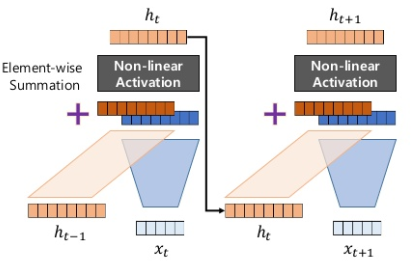 h_t
h_{t+1}
Element-wise
Summation
Non-linear
Activation
Non-linear
Activation
+
+
h_{t−1}
x_t
h_t
x_{t+1}